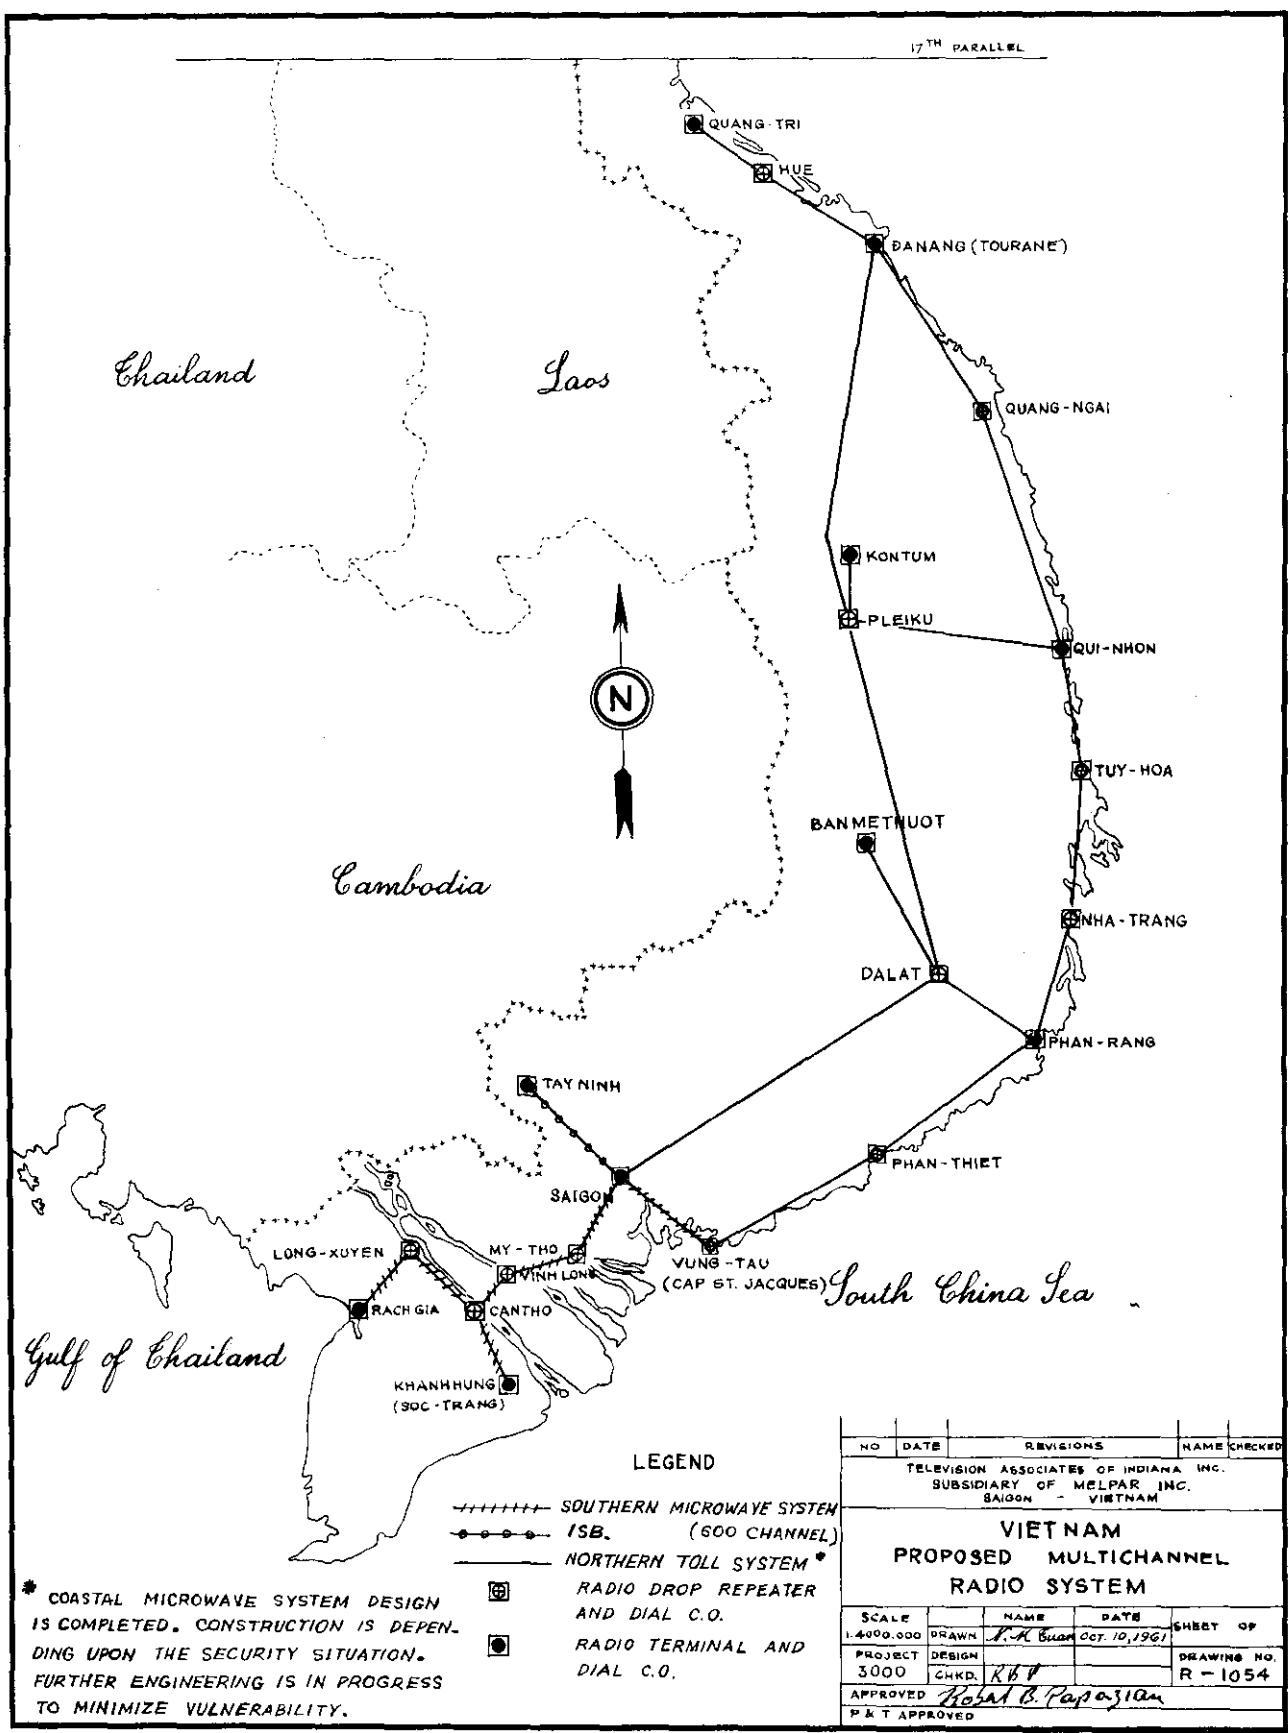 17TH PARALLEL
QUANG-TRI
HUE
ĐANANG (TOURANE)
Thailand
Laos
QUANG-NGAI
KONTUM
PLEIKU
QUI-NHON
N
TUY-HOA
BANMETHUOT
Cambodia
NHA-TRANG
DALAT
PHAN-RANG
TAY NINH
PHAN-THIET
SAIGON
LONG-XUYEN
MY-THO
VINH LONG
VUNG-TAU
(CAP ST. JACQUES)
South China Sea
RACH GIA
CANTHO
Gulf of Thailand
KHANHHUNG
(SOC-TRANG)
LEGEND
SOUTHERN MICROWAVE SYSTEM
ISB. (600 CHANNEL)
NORTHERN TOLL SYSTEM *
RADIO DROP REPEATER
AND DIAL C.O.
RADIO TERMINAL AND
DIAL C.O.
* COASTAL MICROWAVE SYSTEM DESIGN
IS COMPLETED. CONSTRUCTION IS DEPEN-
DING UPON THE SECURITY SITUATION.
FURTHER ENGINEERING IS IN PROGRESS
TO MINIMIZE VULNERABILITY.
NO DATE REVISIONS NAME CHECKED
TELEVISION ASSOCIATES OF INDIANA INC.
SUBSIDIARY OF MELPAR INC.
SAIGON - VIETNAM
VIET NAM
PROPOSED MULTICHANNEL
RADIO SYSTEM
SCALE NAME DATE SHEET OF
1.4000.000 DRAWN OCT. 10, 1961
PROJECT DESIGN DRAWING NO.
3000 CHKD. R-1054
APPROVED Robert B. Papazian
P & T APPROVED